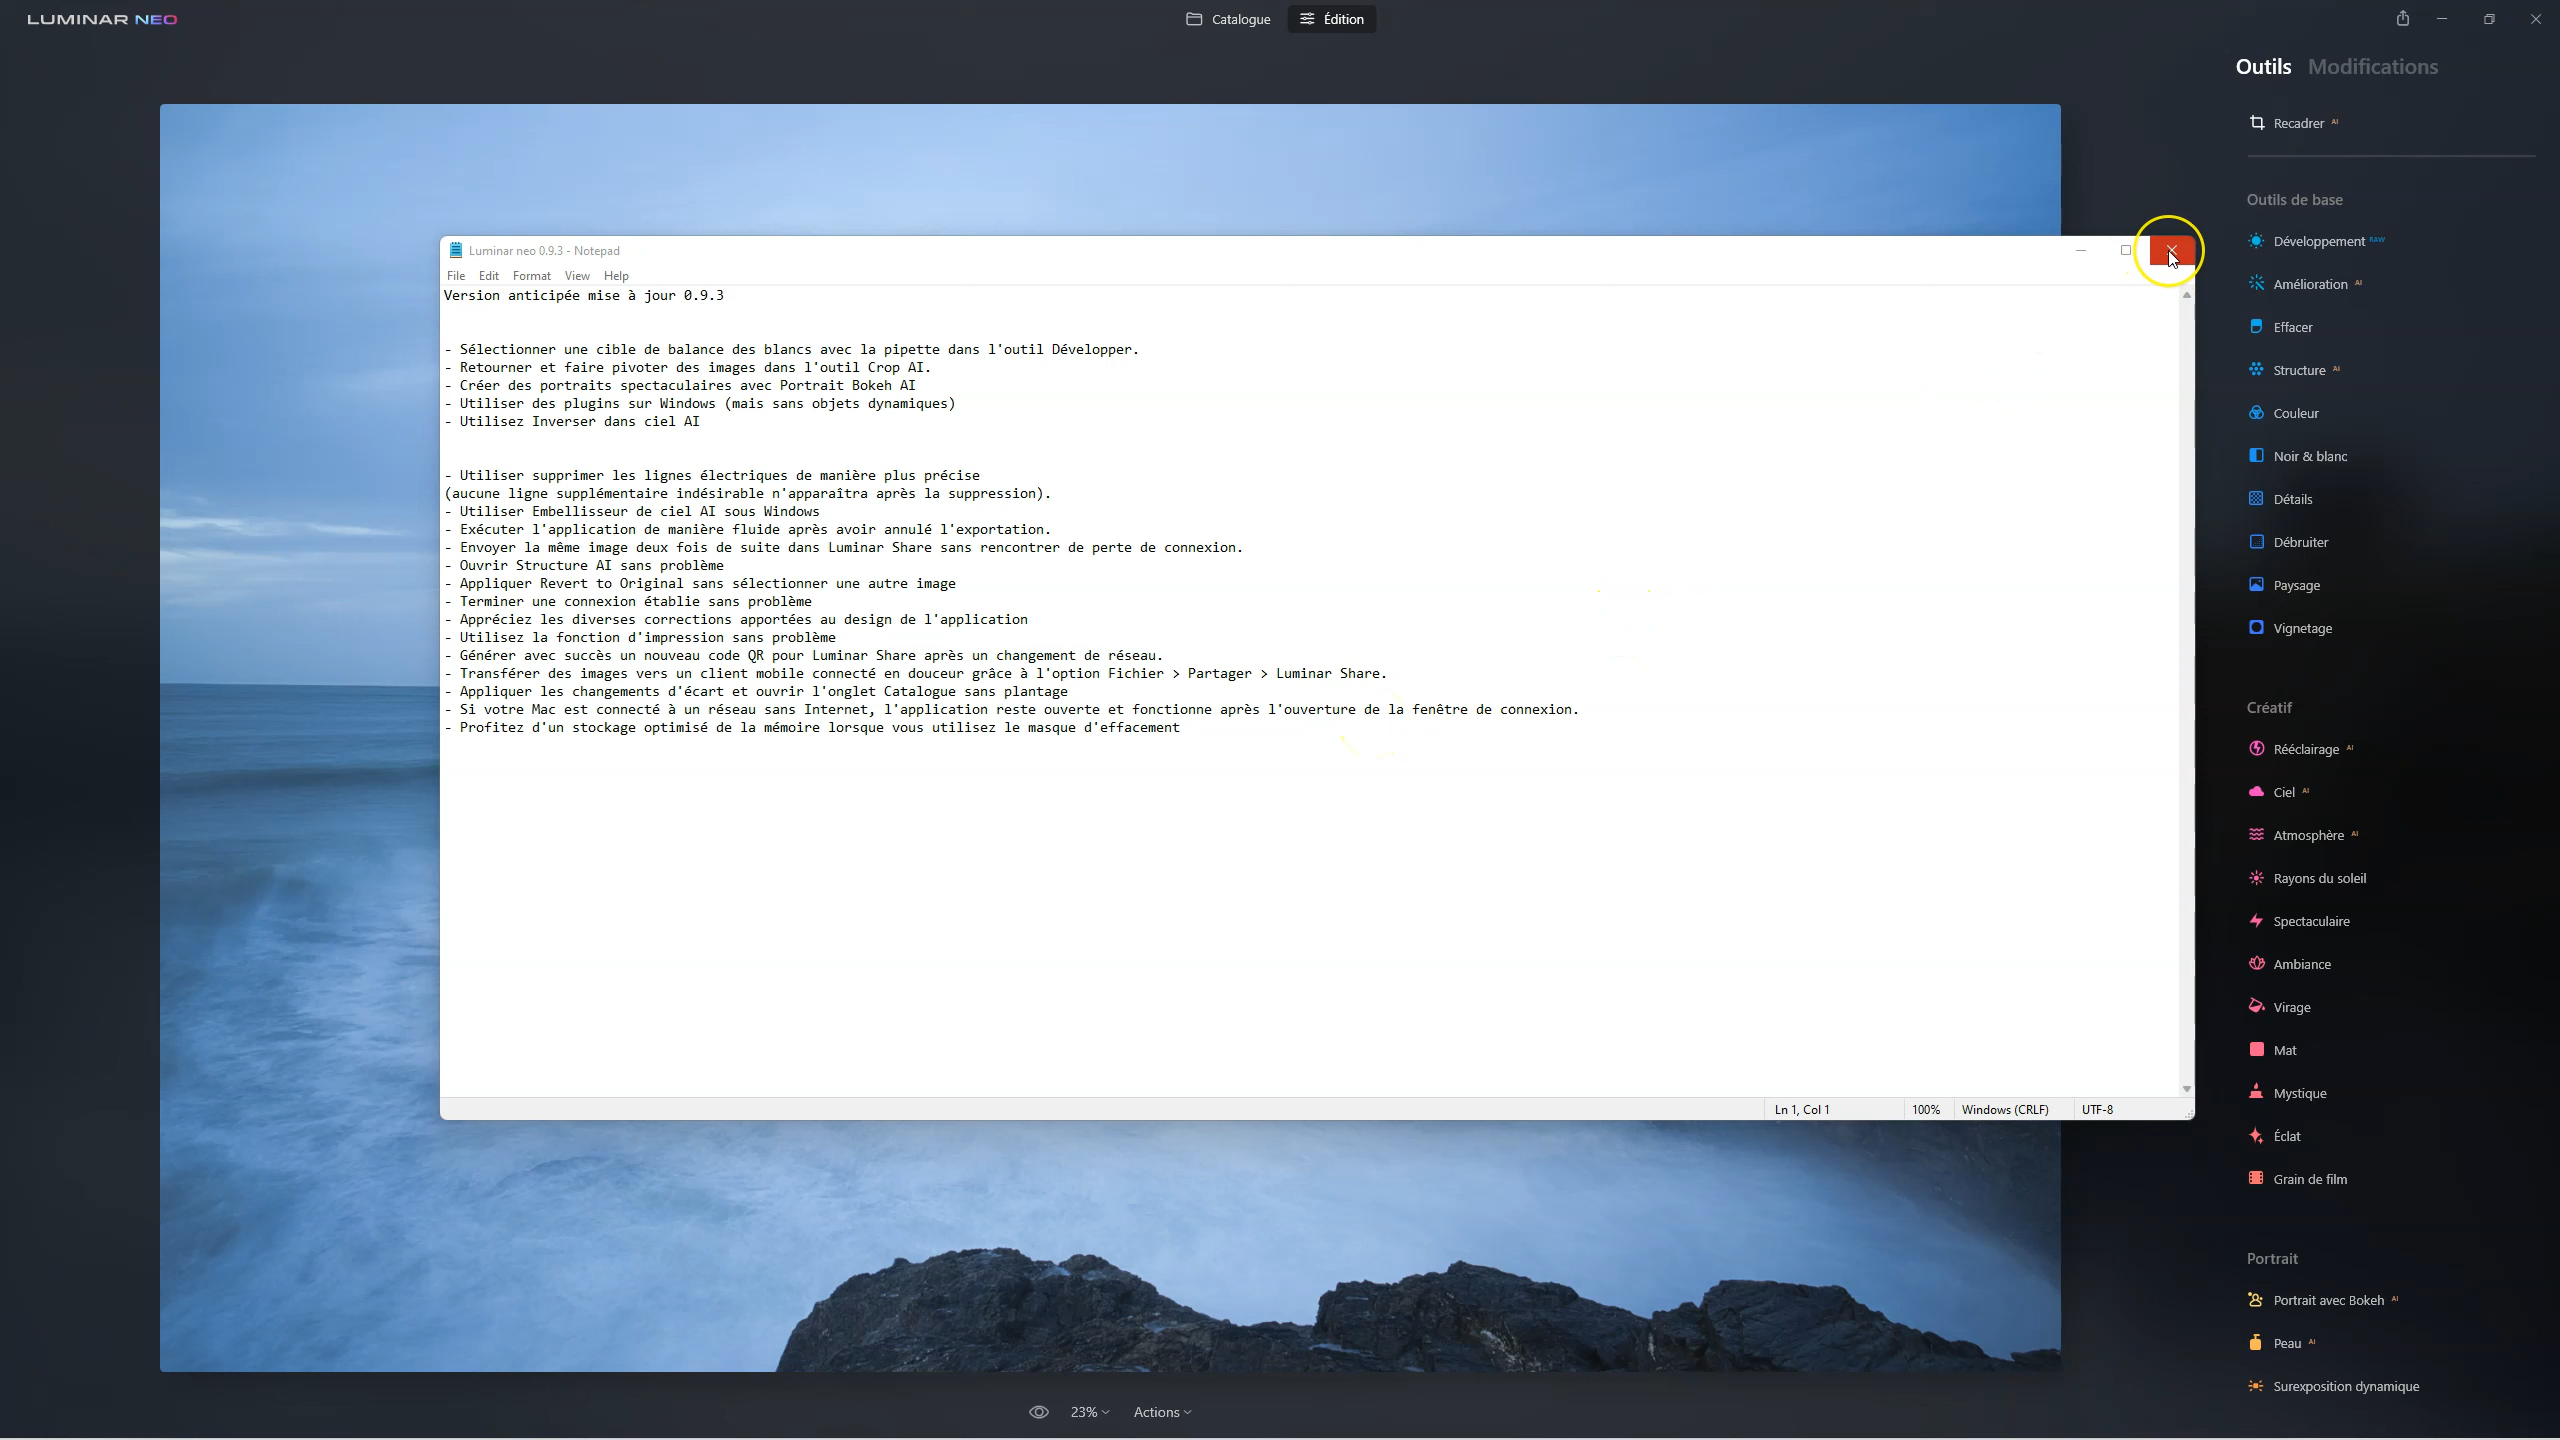 LUMINAR NEO
Catalogue
Édition
Outils Modifications
Recadrer AI
Outils de base
Développement RAW
Amélioration AI
Effacer
Structure AI
Couleur
Noir & blanc
Détails
Débruiter
Paysage
Vignetage
Créatif
Rééclairage AI
Ciel AI
Atmosphère AI
Rayons du soleil
Spectaculaire
Ambiance
Virage
Mat
Mystique
Éclat
Grain de film
Portrait
Portrait avec Bokeh AI
Peau AI
Surexposition dynamique
Luminar neo 0.9.3 - Notepad
File Edit Format View Help
Version anticipée mise à jour 0.9.3
- Sélectionner une cible de balance des blancs avec la pipette dans l'outil Développer.
- Retourner et faire pivoter des images dans l'outil Crop AI.
- Créer des portraits spectaculaires avec Portrait Bokeh AI
- Utiliser des plugins sur Windows (mais sans objets dynamiques)
- Utilisez Inverser dans ciel AI
- Utiliser supprimer les lignes électriques de manière plus précise
(aucune ligne supplémentaire indésirable n'apparaîtra après la suppression).
- Utiliser Embellisseur de ciel AI sous Windows
- Exécuter l'application de manière fluide après avoir annulé l'exportation.
- Envoyer la même image deux fois de suite dans Luminar Share sans rencontrer de perte de connexion.
- Ouvrir Structure AI sans problème
- Appliquer Revert to Original sans sélectionner une autre image
- Terminer une connexion établie sans problème
- Appréciez les diverses corrections apportées au design de l'application
- Utilisez la fonction d'impression sans problème
- Générer avec succès un nouveau code QR pour Luminar Share après un changement de réseau.
- Transférer des images vers un client mobile connecté en douceur grâce à l'option Fichier > Partager > Luminar Share.
- Appliquer les changements d'écart et ouvrir l'onglet Catalogue sans plantage
- Si votre Mac est connecté à un réseau sans Internet, l'application reste ouverte et fonctionne après l'ouverture de la fenêtre de connexion.
- Profitez d'un stockage optimisé de la mémoire lorsque vous utilisez le masque d'effacement
Ln 1, Col 1 100% Windows (CRLF) UTF-8
23% Actions